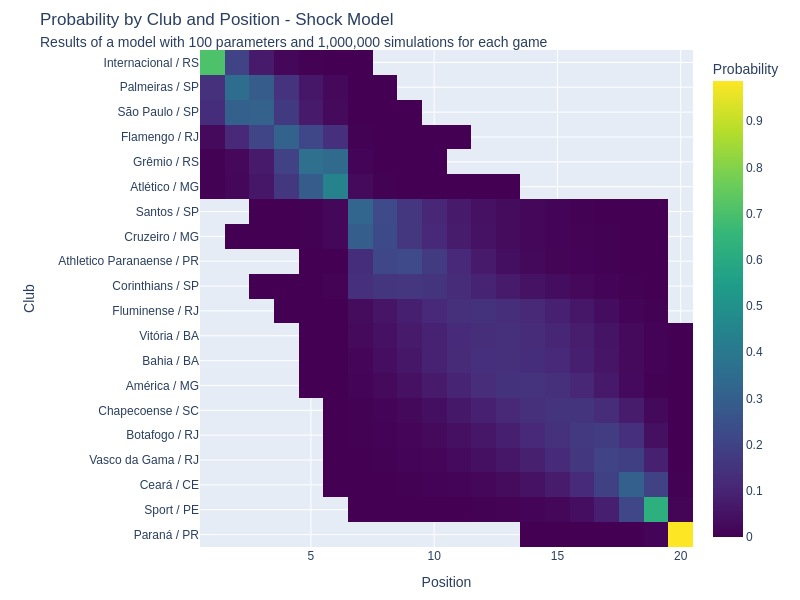 Probability by Club and Position - Shock Model
Results of a model with 100 parameters and 1,000,000 simulations for each game
Probability
0.9
0.8
0.7
0.6
0.5
0.4
0.3
0.2
0.1
0
Club
Internacional / RS
Palmeiras / SP
São Paulo / SP
Flamengo / RJ
Grêmio / RS
Atlético / MG
Santos / SP
Cruzeiro / MG
Athletico Paranaense / PR
Corinthians / SP
Fluminense / RJ
Vitória / BA
Bahia / BA
América / MG
Chapecoense / SC
Botafogo / RJ
Vasco da Gama / RJ
Ceará / CE
Sport / PE
Paraná / PR
5 10 15 20
Position